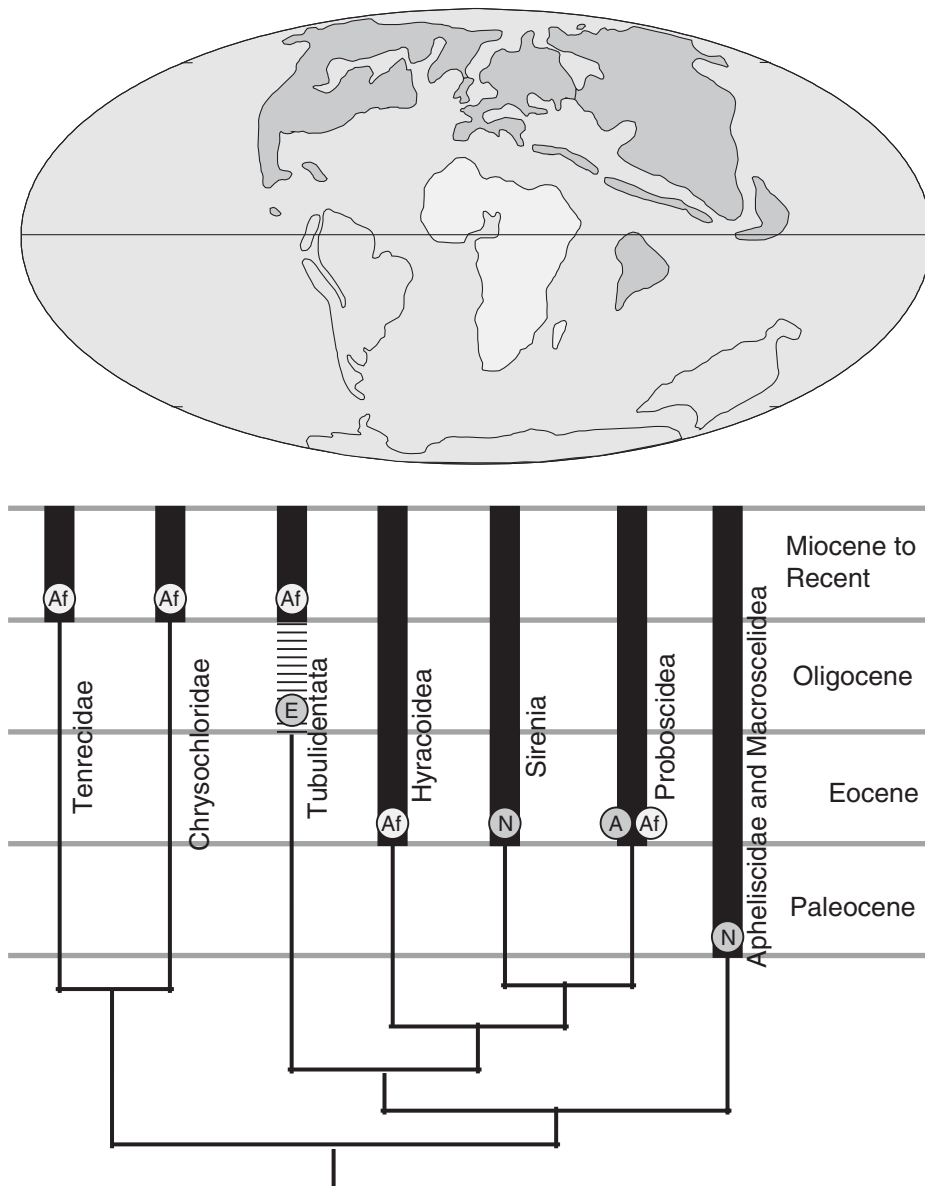 Miocene to
Recent
Af
Af
Af
Oligocene
E
Tenrecidae
Chrysochloridae
Tubulidentata
Hyracoidea
Sirenia
Proboscidea
Apheliscidae and Macroscelidea
Eocene
Af
N
A
Af
Paleocene
N